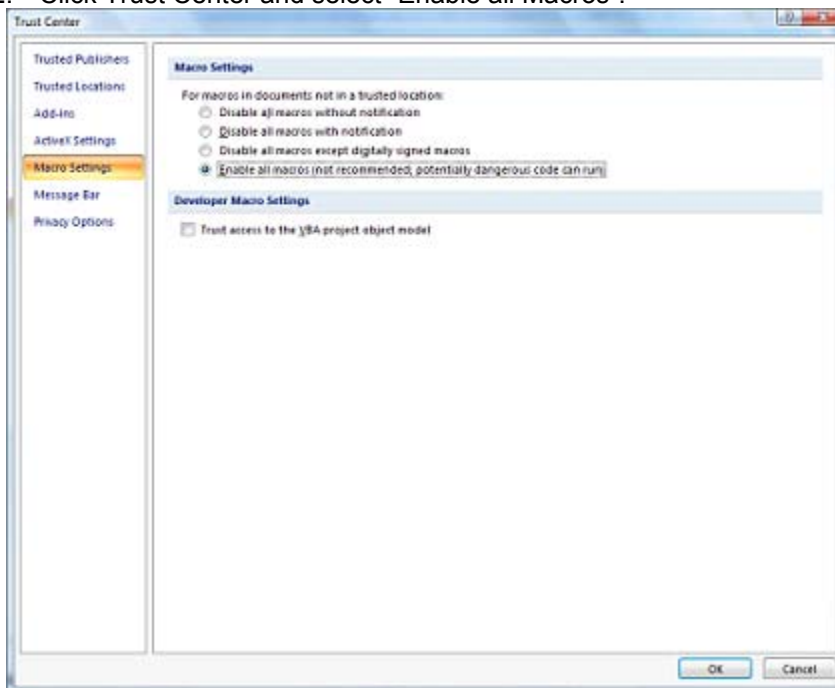 Click Trust Center and select "Enable all Macros".
Trust Center
Trusted Publishers
Trusted Locations
Add-ins
ActiveX Settings
Macro Settings
Message Bar
Privacy Options
Macro Settings
For macros in documents not in a trusted location:
Disable all macros without notification
Disable all macros with notification
Disable all macros except digitally signed macros
Enable all macros (not recommended; potentially dangerous code can run)
Developer Macro Settings
Trust access to the VBA project object model
OK
Cancel